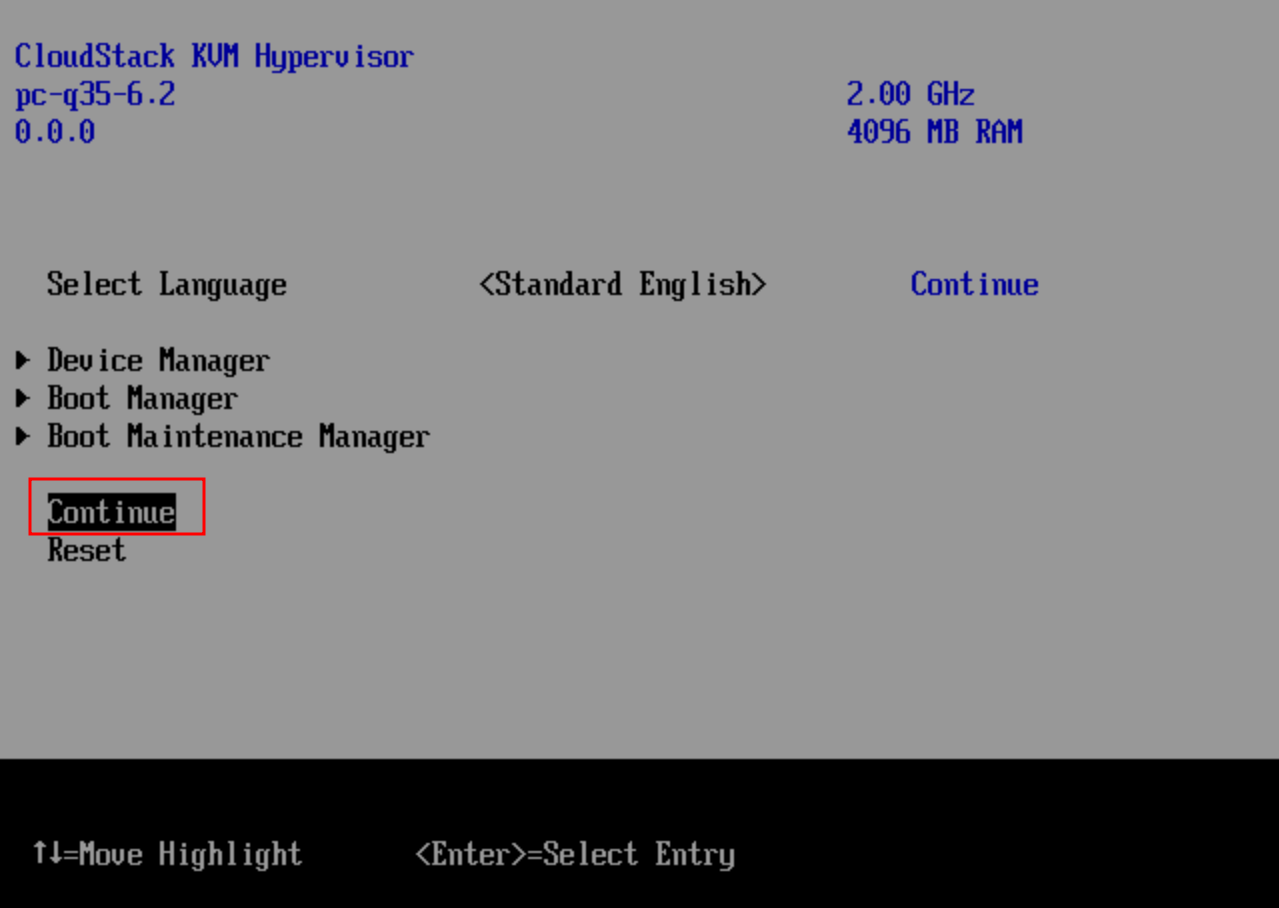 CloudStack KVM Hypervisor
pc-q35-6.2 2.00 GHz
0.0.0 4096 MB RAM
Select Language <Standard English> Continue
▶ Device Manager
▶ Boot Manager
▶ Boot Maintenance Manager
Continue
Reset
↑↓=Move Highlight <Enter>=Select Entry